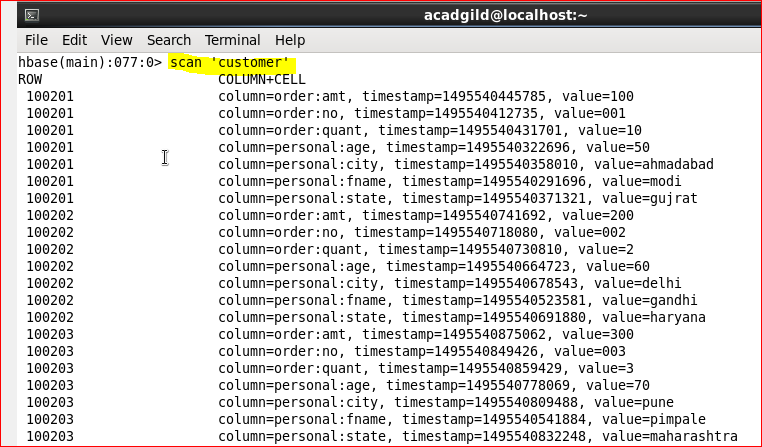 acadgild@localhost:~
File Edit View Search Terminal Help
hbase(main):077:0> scan 'customer'
ROW COLUMN+CELL
100201 column=order:amt, timestamp=1495540445785, value=100
100201 column=order:no, timestamp=1495540412735, value=001
100201 column=order:quant, timestamp=1495540431701, value=10
100201 column=personal:age, timestamp=1495540322696, value=50
100201 column=personal:city, timestamp=1495540358010, value=ahmadabad
100201 column=personal:fname, timestamp=1495540291696, value=modi
100201 column=personal:state, timestamp=1495540371321, value=gujrat
100202 column=order:amt, timestamp=1495540741692, value=200
100202 column=order:no, timestamp=1495540718080, value=002
100202 column=order:quant, timestamp=1495540730810, value=2
100202 column=personal:age, timestamp=1495540664723, value=60
100202 column=personal:city, timestamp=1495540678543, value=delhi
100202 column=personal:fname, timestamp=1495540523581, value=gandhi
100202 column=personal:state, timestamp=1495540691880, value=haryana
100203 column=order:amt, timestamp=1495540875062, value=300
100203 column=order:no, timestamp=1495540849426, value=003
100203 column=order:quant, timestamp=1495540859429, value=3
100203 column=personal:age, timestamp=1495540778069, value=70
100203 column=personal:city, timestamp=1495540809488, value=pune
100203 column=personal:fname, timestamp=1495540541884, value=pimpale
100203 column=personal:state, timestamp=1495540832248, value=maharashtra